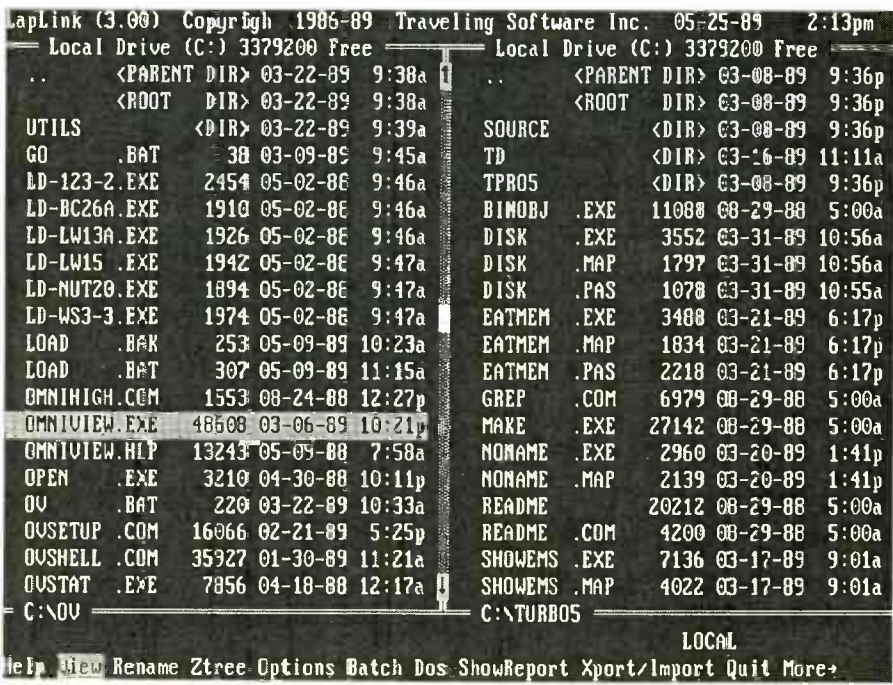 LapLink (3.00) Copyrigh 1986-89 Traveling Software Inc. 05-25-89 2:13pm
Local Drive (C:) 3379200 Free
.. <PARENT DIR> 03-22-89 9:38a
<ROOT DIR> 03-22-89 9:38a
UTILS <DIR> 03-22-89 9:39a
GO .BAT 38 03-09-89 9:45a
LD-123-2.EXE 2454 05-02-88 9:46a
LD-BC26A.EXE 1910 05-02-88 9:46a
LD-LW13A.EXE 1926 05-02-88 9:46a
LD-LW15 .EXE 1942 05-02-88 9:47a
LD-NUT20.EXE 1894 05-02-88 9:47a
LD-WS3-3.EXE 1974 05-02-88 9:47a
LOAD .BAK 253 05-09-89 10:23a
LOAD .BAT 307 05-09-89 11:15a
OMNIHIGH.COM 1553 08-24-88 12:27p
OMNIVIEW.EXE 48608 03-06-89 10:21p
OMNIVIEW.HLP 13243 05-09-88 7:58a
OPEN .EXE 3210 04-30-88 10:11p
OV .BAT 220 03-22-89 10:33a
OVSETUP .COM 16066 02-21-89 5:25p
OVSHELL .COM 35927 01-30-89 11:21a
OVSTAT .EXE 7856 04-18-88 12:17a
C:\OV
Local Drive (C:) 3379200 Free
.. <PARENT DIR> 03-08-89 9:36p
<ROOT DIR> 03-08-89 9:36p
SOURCE <DIR> 03-08-89 9:36p
TD <DIR> 03-16-89 11:11a
TPRO5 <DIR> 03-08-89 9:36p
BINOBJ .EXE 11088 08-29-88 5:00a
DISK .EXE 3552 03-31-89 10:56a
DISK .MAP 1797 03-31-89 10:56a
DISK .PAS 1078 03-31-89 10:55a
EATMEM .EXE 3488 03-21-89 6:17p
EATMEM .MAP 1834 03-21-89 6:17p
EATMEM .PAS 2218 03-21-89 6:17p
GREP .COM 6979 08-29-88 5:00a
MAKE .EXE 27142 08-29-88 5:00a
NONAME .EXE 2960 03-20-89 1:41p
NONAME .MAP 2139 03-20-89 1:41p
README 20212 08-29-88 5:00a
README .COM 4200 08-29-88 5:00a
SHOWEMS .EXE 7136 03-17-89 9:01a
SHOWEMS .MAP 4022 03-17-89 9:01a
C:\TURBO5
LOCAL
Help View Rename Ztree Options Batch Dos ShowReport Xport/Import Quit More→